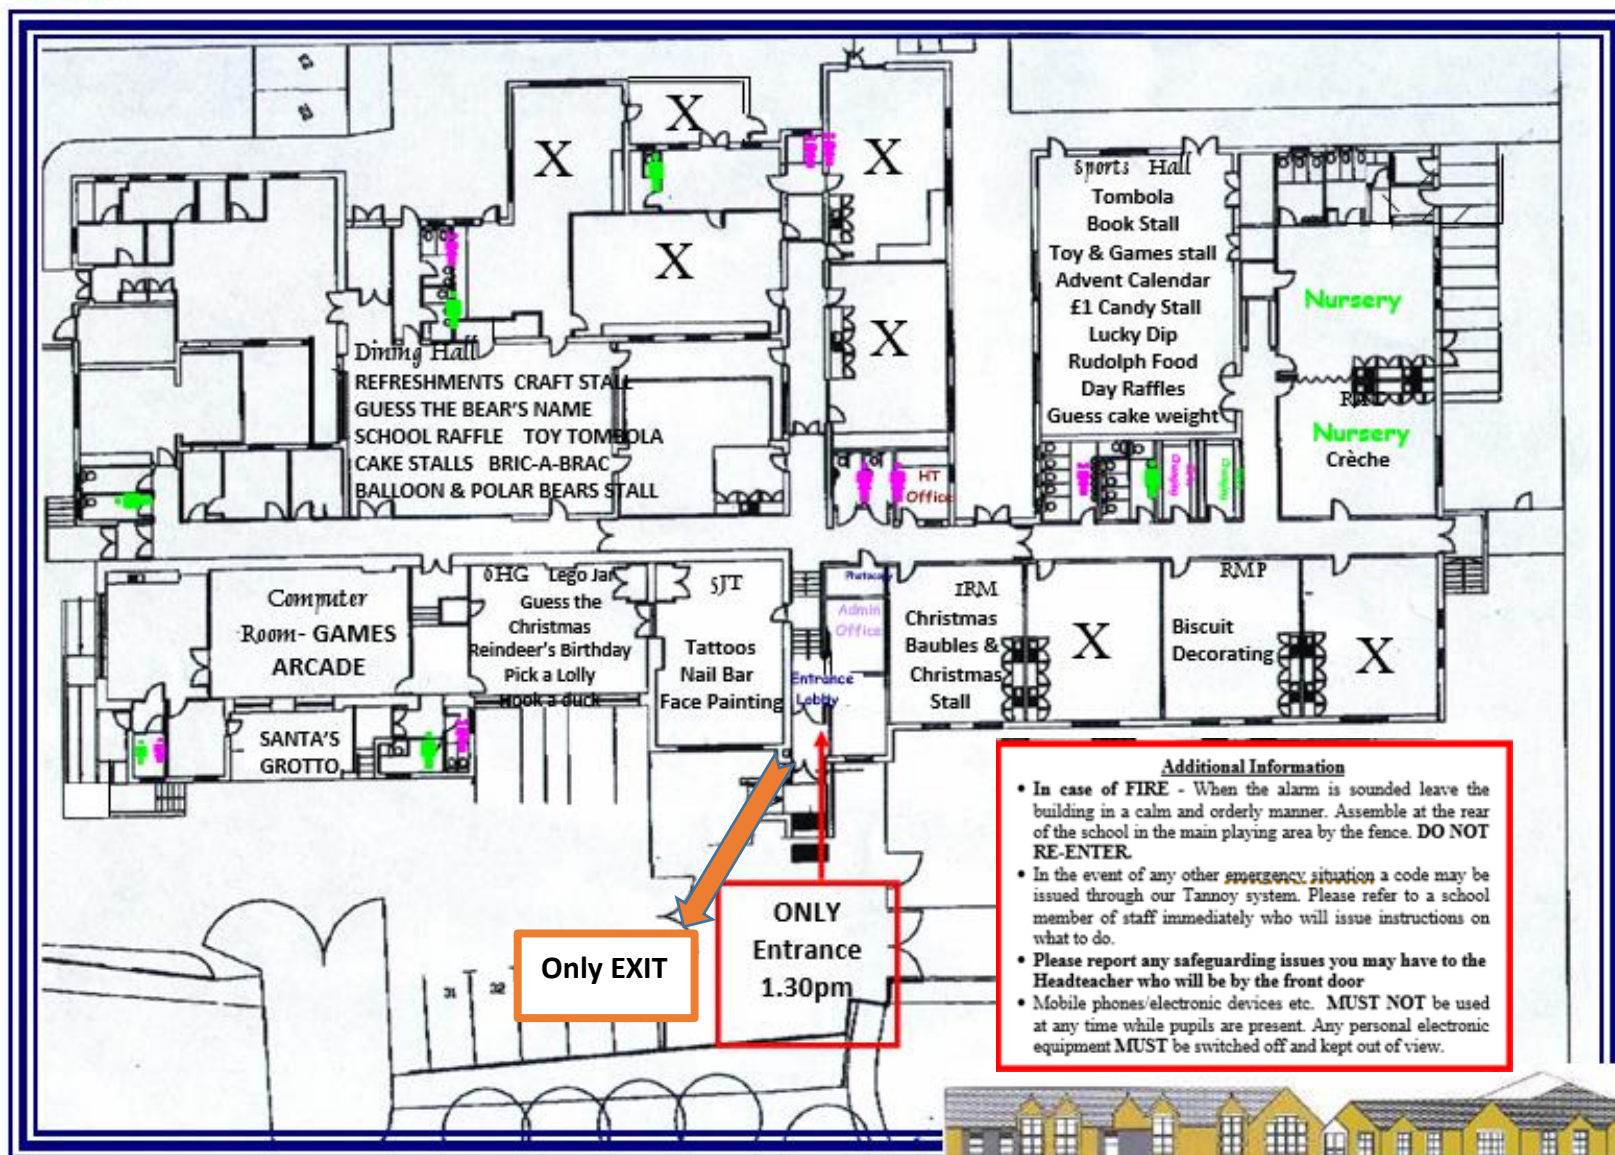 X
X
X
X
X
Sports Hall
Tombola
Book Stall
Toy & Games stall
Advent Calendar
£1 Candy Stall
Lucky Dip
Rudolph Food
Day Raffles
Guess cake weight
Nursery
Nursery
Crèche
Dining Hall
REFRESHMENTS CRAFT STALL
GUESS THE BEAR'S NAME
SCHOOL RAFFLE TOY TOMBOLA
CAKE STALLS BRIC-A-BRAC
BALLOON & POLAR BEARS STALL
HT
Office
Computer
Room- GAMES
ARCADE
6HG Lego Jar
Guess the
Christmas
Reindeer's Birthday
Pick a Lolly
Hook a duck
5JT
Tattoos
Nail Bar
Face Painting
Admin
Office
Entrance
Lobby
1RM
Christmas
Baubles &
Christmas
Stall
X
RMP
Biscuit
Decorating
X
SANTA'S
GROTTO
31
32
Only EXIT
ONLY
Entrance
1.30pm
Additional Information
• In case of FIRE - When the alarm is sounded leave the
building in a calm and orderly manner. Assemble at the rear
of the school in the main playing area by the fence. DO NOT
RE-ENTER.
• In the event of any other emergency situation a code may be
issued through our Tannoy system. Please refer to a school
member of staff immediately who will issue instructions on
what to do.
• Please report any safeguarding issues you may have to the
Headteacher who will be by the front door
• Mobile phones/electronic devices etc. MUST NOT be used
at any time while pupils are present. Any personal electronic
equipment MUST be switched off and kept out of view.